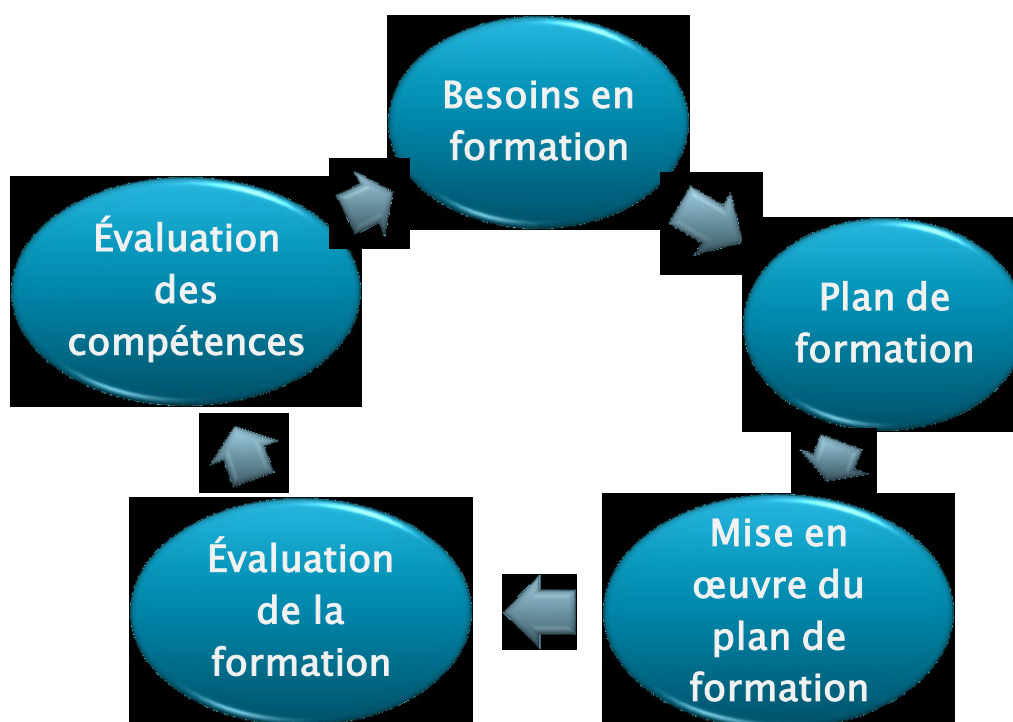 Besoins en
formation
Plan de
formation
Mise en
œuvre du
plan de
formation
Évaluation
de la
formation
Évaluation
des
compétences